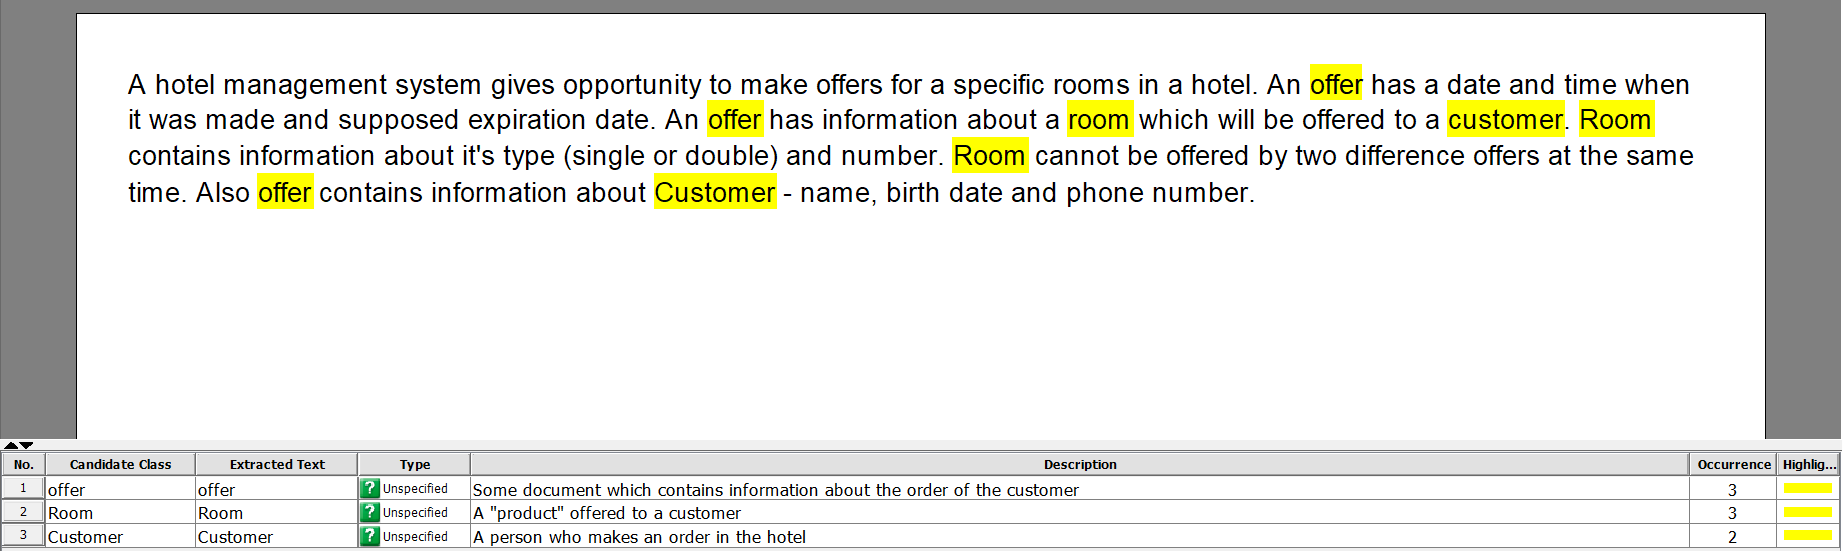 A hotel management system gives opportunity to make offers for a specific rooms in a hotel. An offer has a date and time when
it was made and supposed expiration date. An offer has information about a room which will be offered to a customer. Room
contains information about it's type (single or double) and number. Room cannot be offered by two difference offers at the same
time. Also offer contains information about Customer - name, birth date and phone number.
No. Candidate Class Extracted Text Type Description Occurrence Highlig...
1 offer offer ? Unspecified Some document which contains information about the order of the customer 3
2 Room Room ? Unspecified A "product" offered to a customer 3
3 Customer Customer ? Unspecified A person who makes an order in the hotel 2